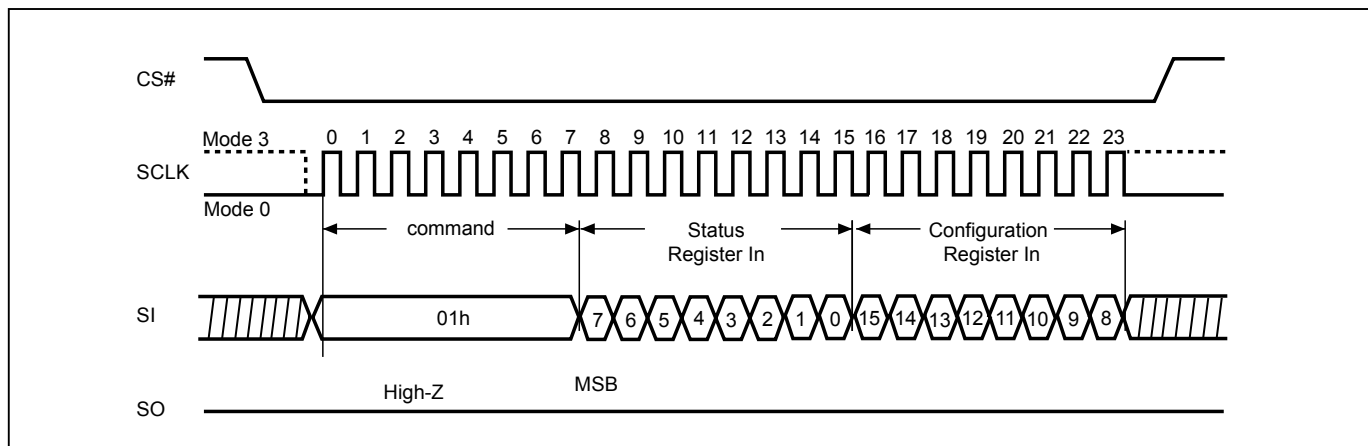 CS#
Mode 3
0 1 2 3 4 5 6 7 8 9 10 11 12 13 14 15 16 17 18 19 20 21 22 23
SCLK
Mode 0
command
Status
Register In
Configuration
Register In
SI
01h
7 6 5 4 3 2 1 0 15 14 13 12 11 10 9 8
High-Z
MSB
SO